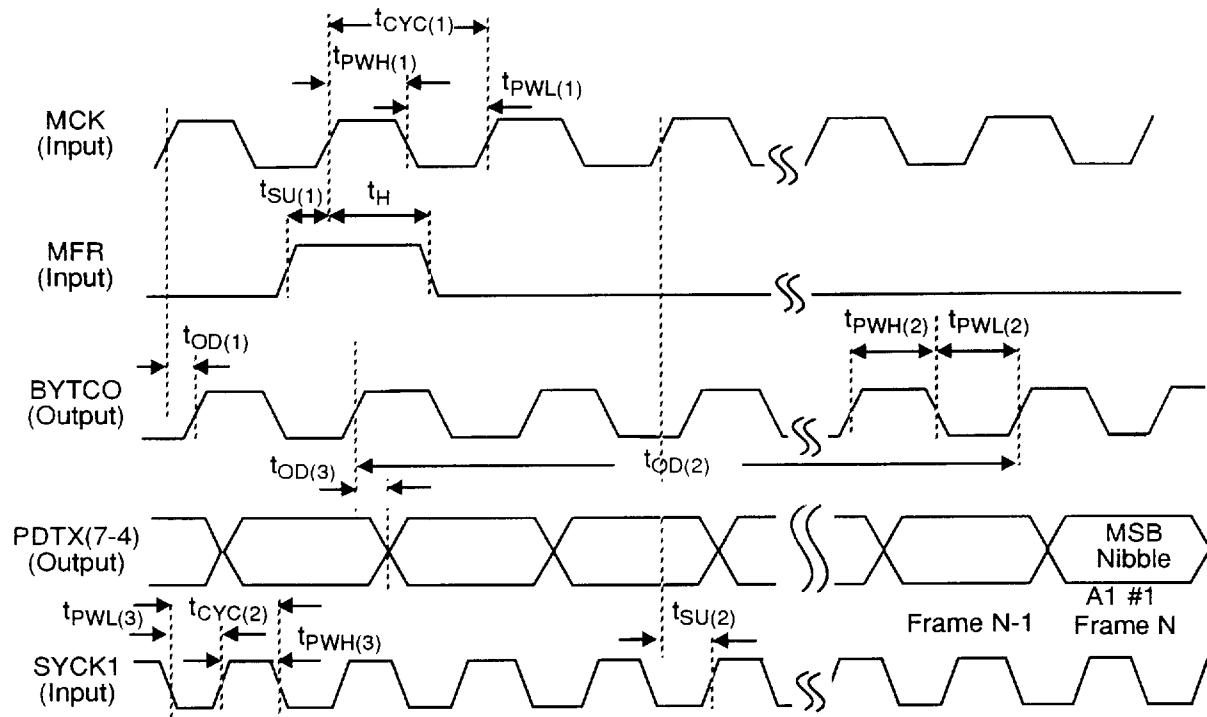 tCYC(1)
tPWH(1)
tPWL(1)
MCK
(Input)
tSU(1)
tH
MFR
(Input)
tPWH(2)
tPWL(2)
tOD(1)
BYTCO
(Output)
tOD(3)
tOD(2)
PDTX(7-4)
(Output)
MSB
Nibble
A1 #1
Frame N
Frame N-1
tPWL(3)
tCYC(2)
tPWH(3)
tSU(2)
SYCK1
(Input)